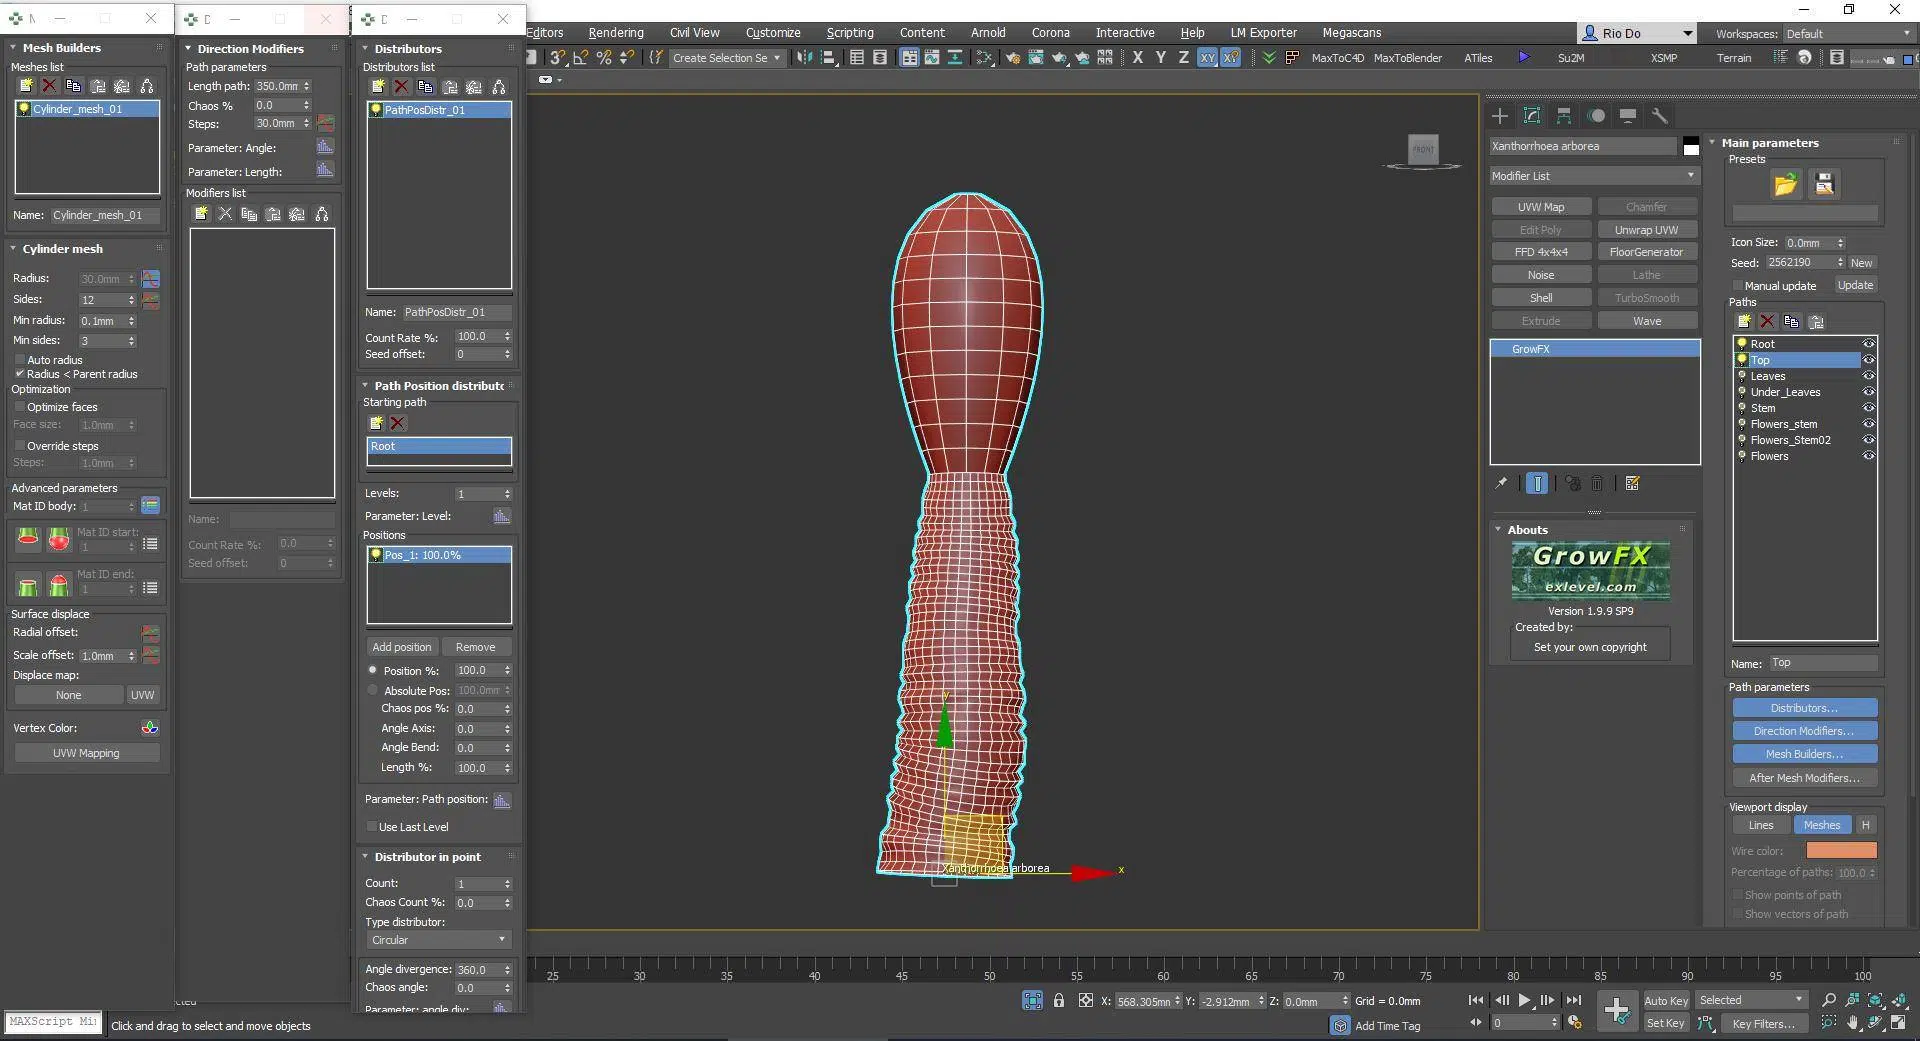 Editors
Rendering
Civil View
Customize
Scripting
Content
Arnold
Corona
Interactive
Help
LM Exporter
Megascans
Rio Do
Workspaces: Default
Create Selection Se
X
Y
Z
XY
MaxToC4D
MaxToBlender
ATiles
Su2M
XSMP
Terrain
Mesh Builders
Meshes list
Cylinder_mesh_01
Name: Cylinder_mesh_01
Cylinder mesh
Radius: 30.0mm
Sides: 12
Min radius: 0.1mm
Min sides: 3
Auto radius
Radius < Parent radius
Optimization
Optimize faces
Face size: 1.0mm
Override steps
Steps: 1.0mm
Advanced parameters
Mat ID body: 1
Mat ID start:
1
Mat ID end:
1
Surface displace
Radial offset:
Scale offset: 1.0mm
Displace map:
None
UVW
Vertex Color:
UVW Mapping
Direction Modifiers
Path parameters
Length path: 350.0mm
Chaos % 0.0
Steps: 30.0mm
Parameter: Angle:
Parameter: Length:
Modifiers list
Name:
Count Rate %: 0.0
Seed offset: 0
Distributors
Distributors list
PathPosDistr_01
Name: PathPosDistr_01
Count Rate %: 100.0
Seed offset: 0
Path Position distributo
Starting path
Root
Levels: 1
Parameter: Level:
Positions
Pos_1: 100.0%
Add position
Remove
Position %: 100.0
Absolute Pos: 100.0mm
Chaos pos %: 0.0
Angle Axis: 0.0
Angle Bend: 0.0
Length %: 100.0
Parameter: Path position:
Use Last Level
Distributor in point
Count: 1
Chaos Count %: 0.0
Type distributor:
Circular
Angle divergence: 360.0
Chaos angle: 0.0
Parameter: angle div:
FRONT
y
Xanthorrhoea arborea
x
Xanthorrhoea arborea
Modifier List
UVW Map
Chamfer
Edit Poly
Unwrap UVW
FFD 4x4x4
FloorGenerator
Noise
Lathe
Shell
TurboSmooth
Extrude
Wave
GrowFX
Abouts
GrowFX
exlevel.com
Version 1.9.9 SP9
Created by:
Set your own copyright
Main parameters
Presets
Icon Size: 0.0mm
Seed: 2562190 New
Manual update
Update
Paths
Root
Top
Leaves
Under_Leaves
Stem
Flowers_stem
Flowers_Stem02
Flowers
Name: Top
Path parameters
Distributors...
Direction Modifiers...
Mesh Builders...
After Mesh Modifiers...
Viewport display
Lines
Meshes
H
Wire color:
Percentage of paths: 100.0
Show points of path
Show vectors of path
25 30 35 40 45 50 55 60 65 70 75 80 85 90 95 100
X: 568.305mm Y: -2.912mm Z: 0.0mm Grid = 0.0mm
Add Time Tag
0
Auto Key
Selected
Set Key
Key Filters...
MAXScript Mi
Click and drag to select and move objects